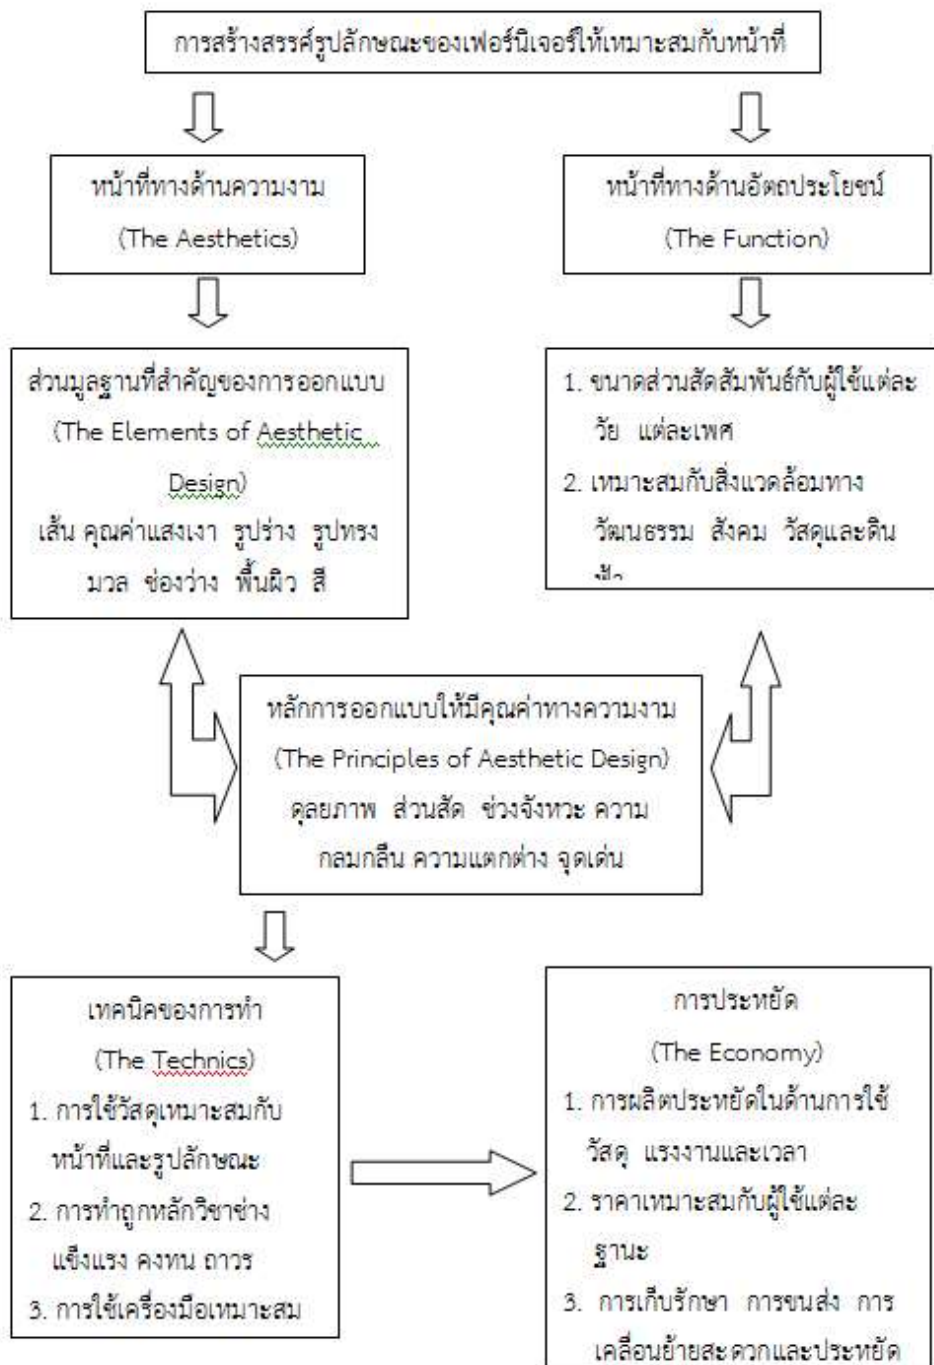 การสร้างสรรค์รูปลักษณะของเฟอร์นิเจอร์ให้เหมาะสมกับหน้าที่
หน้าที่ทางด้านความงาม
(The Aesthetics)
หน้าที่ทางด้านอัตถประโยชน์
(The Function)
ส่วนมูลฐานที่สำคัญของการออกแบบ
(The Elements of Aesthetic
Design)
เส้น คุณค่าแสงเงา รูปร่าง รูปทรง
มวล ช่องว่าง พื้นผิว สี
1. ขนาดส่วนสัดสัมพันธ์กับผู้ใช้แต่ละ
วัย แต่ละเพศ
2. เหมาะสมกับสิ่งแวดล้อมทาง
วัฒนธรรม สังคม วัสดุและดิน
หลักการออกแบบให้มีคุณค่าทางความงาม
(The Principles of Aesthetic Design)
ดุลยภาพ ส่วนสัด ช่วงจังหวะ ความ
กลมกลืน ความแตกต่าง จุดเด่น
เทคนิคของการทำ
(The Technics)
1. การใช้วัสดุเหมาะสมกับ
หน้าที่และรูปลักษณะ
2. การทำถูกหลักวิชาช่าง
แข็งแรง คงทน ถาวร
3. การใช้เครื่องมือเหมาะสม
การประหยัด
(The Economy)
1. การผลิตประหยัดในด้านการใช้
วัสดุ แรงงานและเวลา
2. ราคาเหมาะสมกับผู้ใช้แต่ละ
ฐานะ
3. การเก็บรักษา การขนส่ง การ
เคลื่อนย้ายสะดวกและประหยัด